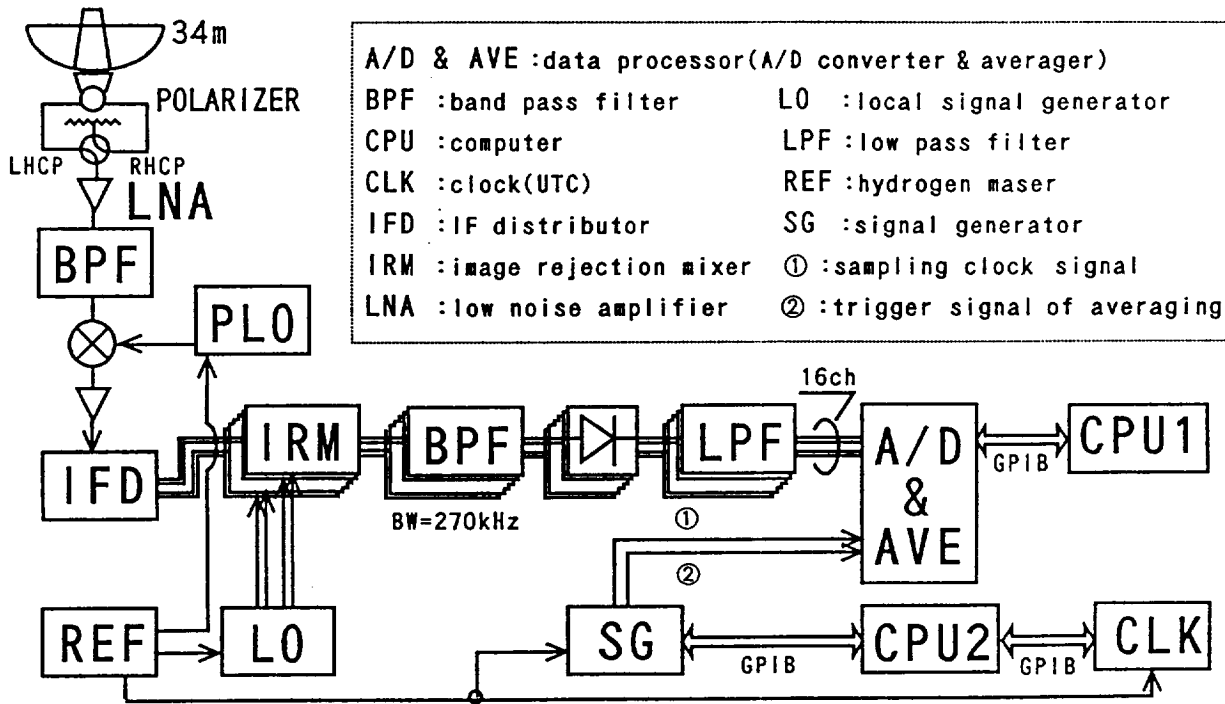 34m
POLARIZER
LHCP
RHCP
LNA
BPF
PLO
IFD
A/D & AVE :data processor(A/D converter & averager)
BPF :band pass filter
LO :local signal generator
CPU :computer
LPF :low pass filter
CLK :clock(UTC)
REF :hydrogen maser
IFD :IF distributor
SG :signal generator
IRM :image rejection mixer
① :sampling clock signal
LNA :low noise amplifier
② :trigger signal of averaging
16ch
IRM
BPF
LPF
A/D
&
AVE
CPU1
GPIB
BW=270kHz
①
②
REF
LO
SG
CPU2
CLK
GPIB
GPIB